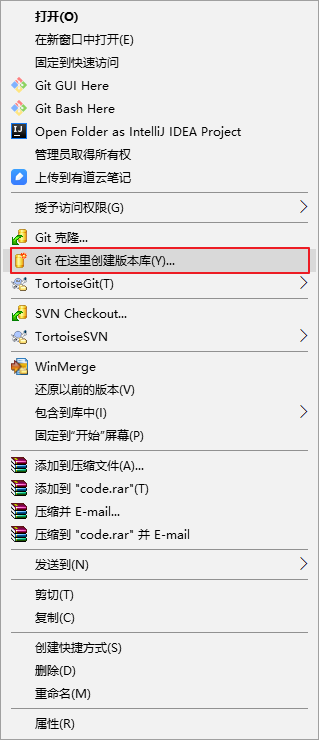 打开(O)
在新窗口中打开(E)
固定到快速访问
Git GUI Here
Git Bash Here
Open Folder as IntelliJ IDEA Project
管理员取得所有权
上传到有道云笔记
授予访问权限(G)
Git 克隆...
Git 在这里创建版本库(Y)...
TortoiseGit(T)
SVN Checkout...
TortoiseSVN
WinMerge
还原以前的版本(V)
包含到库中(I)
固定到"开始"屏幕(P)
添加到压缩文件(A)...
添加到 "code.rar"(T)
压缩并 E-mail...
压缩到 "code.rar" 并 E-mail
发送到(N)
剪切(T)
复制(C)
创建快捷方式(S)
删除(D)
重命名(M)
属性(R)